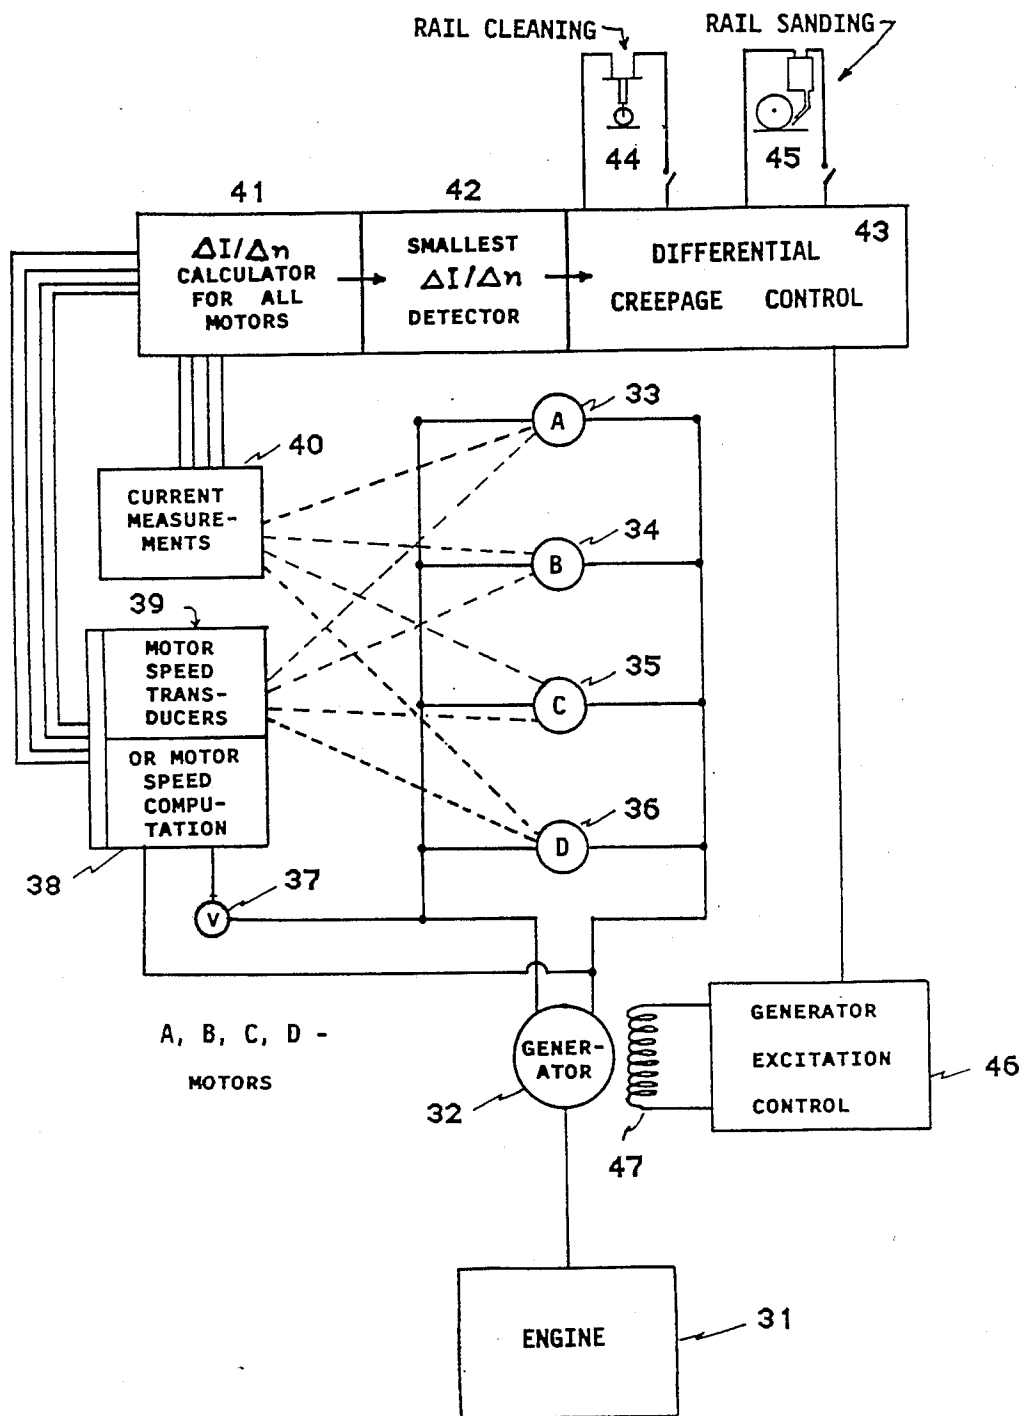 RAIL CLEANING
RAIL SANDING
44
45
41
42
43
ΔI/Δn
CALCULATOR
FOR ALL
MOTORS
SMALLEST
ΔI/Δn
DETECTOR
DIFFERENTIAL
CREEPAGE CONTROL
33
A
40
CURRENT
MEASURE-
MENTS
34
B
39
MOTOR
SPEED
TRANS-
DUCERS
35
C
OR MOTOR
SPEED
COMPU-
TATION
36
D
38
37
V
A, B, C, D -
MOTORS
GENER-
ATOR
32
GENERATOR
EXCITATION
CONTROL
46
47
ENGINE
31